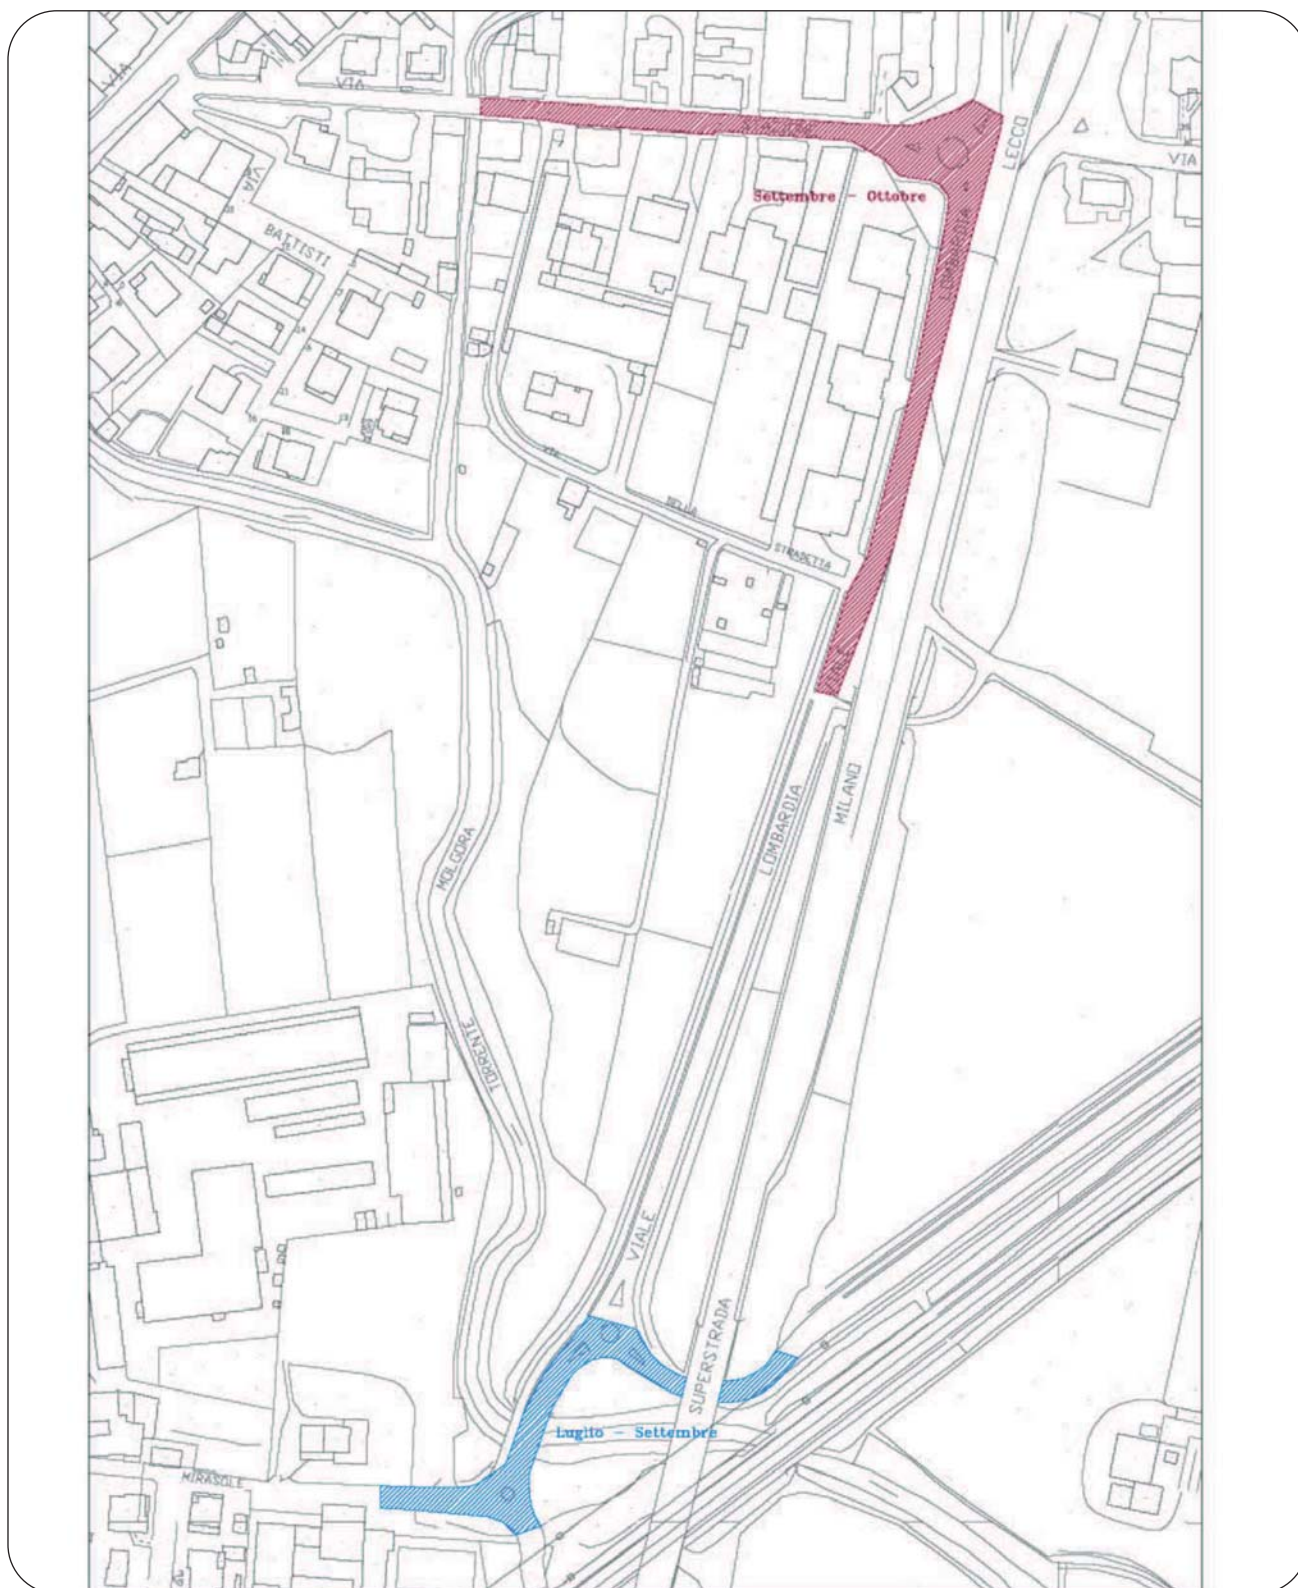 VIA
VIA
LECCO
VIA
Settembre - Ottobre
VIA
BATTISTI
LOMBARDIA
DELLA
STRADETTA
LOMBARDIA
MILANO
MOLGORA
TORRENTE
VIALE
SUPERSTRADA
Luglio - Settembre
MIRASOLE